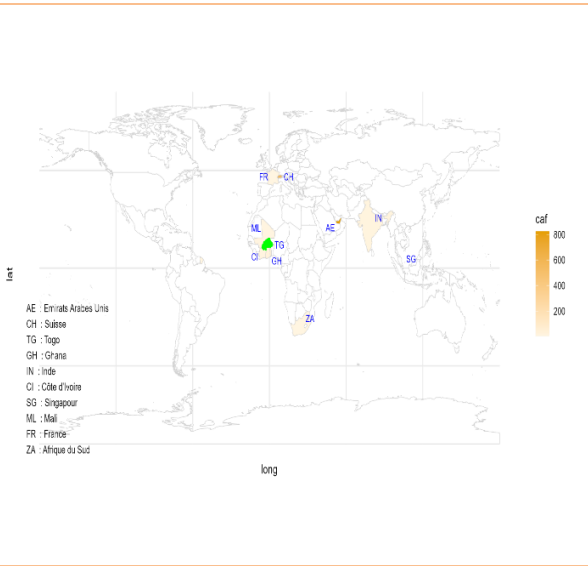 FR
CH
ML
TG
CI
GH
AE
IN
SG
ZA
lat
long
AE : Emirats Arabes Unis
CH : Suisse
TG : Togo
GH : Ghana
IN : Inde
CI : Côte d'Ivoire
SG : Singapour
ML : Mali
FR : France
ZA : Afrique du Sud
caf
800
600
400
200